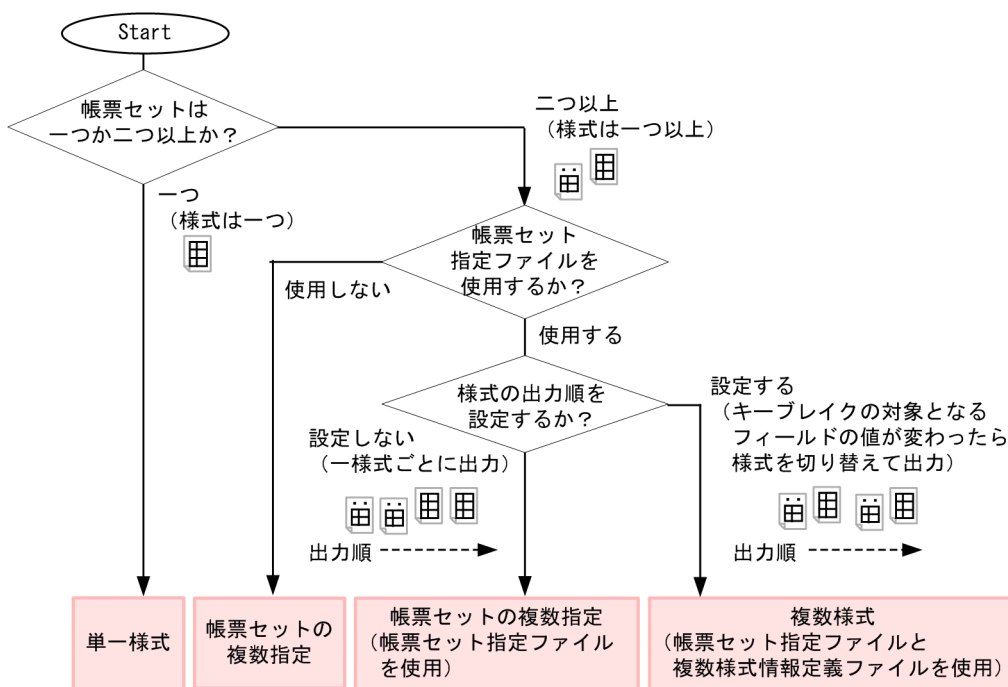 Start
帳票セットは
一つか二つ以上か？
二つ以上
（様式は一つ以上）
一つ
（様式は一つ）
帳票セット
指定ファイルを
使用するか？
使用しない
使用する
様式の出力順を
設定するか？
設定しない
（一様式ごとに出力）
出力順
設定する
（キーブレイクの対象となる
フィールドの値が変わったら
様式を切り替えて出力）
出力順
単一様式
帳票セットの
複数指定
帳票セットの複数指定
（帳票セット指定ファイル
を使用）
複数様式
（帳票セット指定ファイルと
複数様式情報定義ファイルを使用）